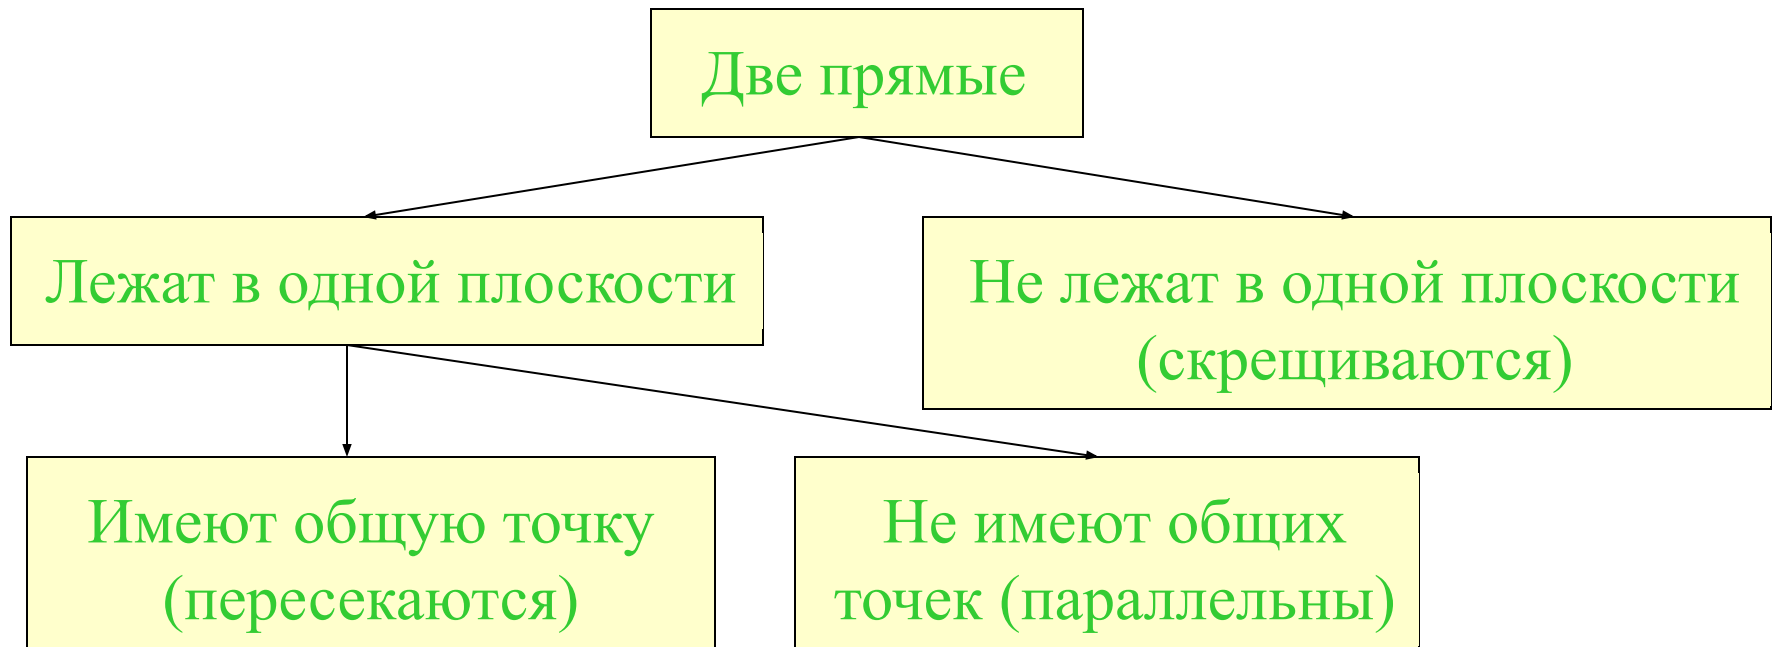 Две прямые
Лежат в одной плоскости
Не лежат в одной плоскости
(скрещиваются)
Имеют общую точку
(пересекаются)
Не имеют общих
точек (параллельны)